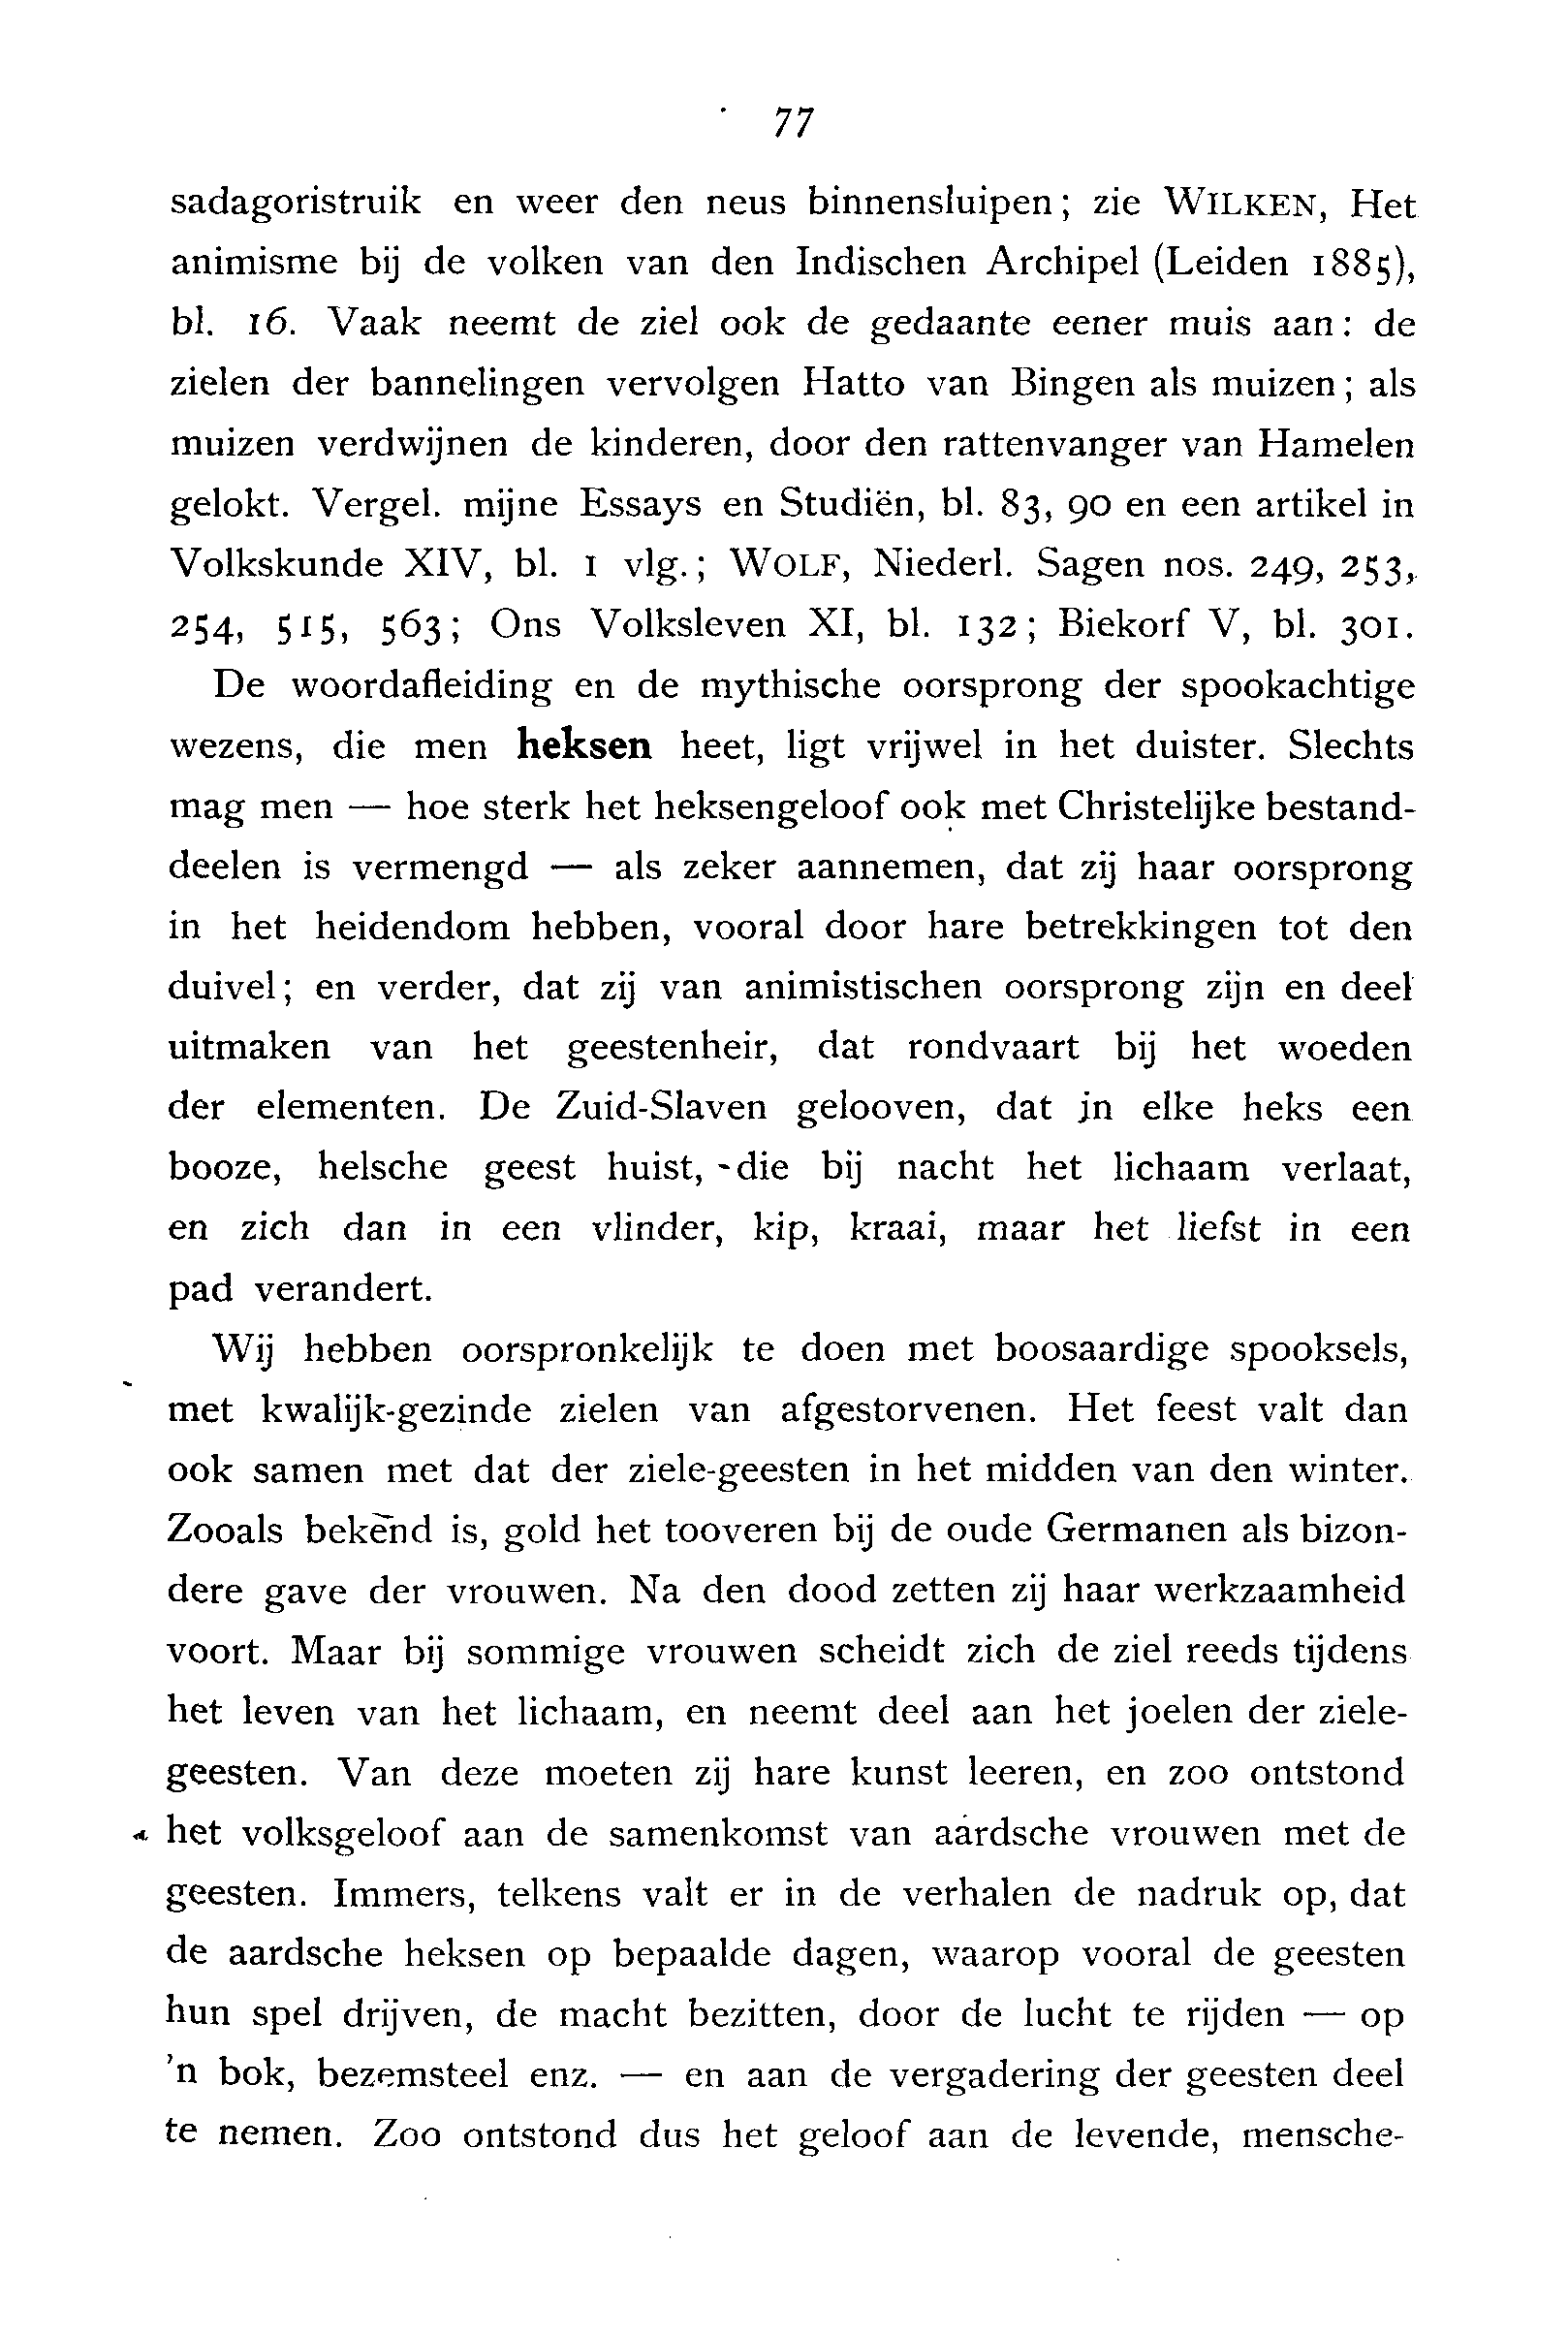 77
sadagoristruik en weer den neus binnensluipen; zie WILKEN, Het
animisme bij de volken van den Indischen Archipel (Leiden 1885),
bl. 16. Vaak neemt de ziel ook de gedaante eener muis aan: de
zielen der bannelingen vervolgen Hatto van Bingen als muizen; als
muizen verdwijnen de kinderen, door den rattenvanger van Hamelen
gelokt. Vergel. mijne Essays en Studiën, bl. 83, 90 en een artikel in
Volkskunde XIV, bl. 1 vlg.; WOLF, Niederl. Sagen nos. 249, 253,
254, 515, 563; Ons Volksleven XI, bl. 132; Biekorf V, bl. 301.
De woordafleiding en de mythische oorsprong der spookachtige
wezens, die men heksen heet, ligt vrijwel in het duister. Slechts
mag men — hoe sterk het heksengeloof ook met Christelijke bestand-
deelen is vermengd — als zeker aannemen, dat zij haar oorsprong
in het heidendom hebben, vooral door hare betrekkingen tot den
duivel; en verder, dat zij van animistischen oorsprong zijn en deel
uitmaken van het geestenheir, dat rondvaart bij het woeden
der elementen. De Zuid-Slaven gelooven, dat in elke heks een
booze, helsche geest huist, die bij nacht het lichaam verlaat,
en zich dan in een vlinder, kip, kraai, maar het liefst in een
pad verandert.
Wij hebben oorspronkelijk te doen met boosaardige spooksels,
met kwalijk-gezinde zielen van afgestorvenen. Het feest valt dan
ook samen met dat der ziele-geesten in het midden van den winter.
Zooals bekend is, gold het tooveren bij de oude Germanen als bizon-
dere gave der vrouwen. Na den dood zetten zij haar werkzaamheid
voort. Maar bij sommige vrouwen scheidt zich de ziel reeds tijdens
het leven van het lichaam, en neemt deel aan het joelen der ziele-
geesten. Van deze moeten zij hare kunst leeren, en zoo ontstond
het volksgeloof aan de samenkomst van aardsche vrouwen met de
geesten. Immers, telkens valt er in de verhalen de nadruk op, dat
de aardsche heksen op bepaalde dagen, waarop vooral de geesten
hun spel drijven, de macht bezitten, door de lucht te rijden — op
'n bok, bezemsteel enz. — en aan de vergadering der geesten deel
te nemen. Zoo ontstond dus het geloof aan de levende, mensche-